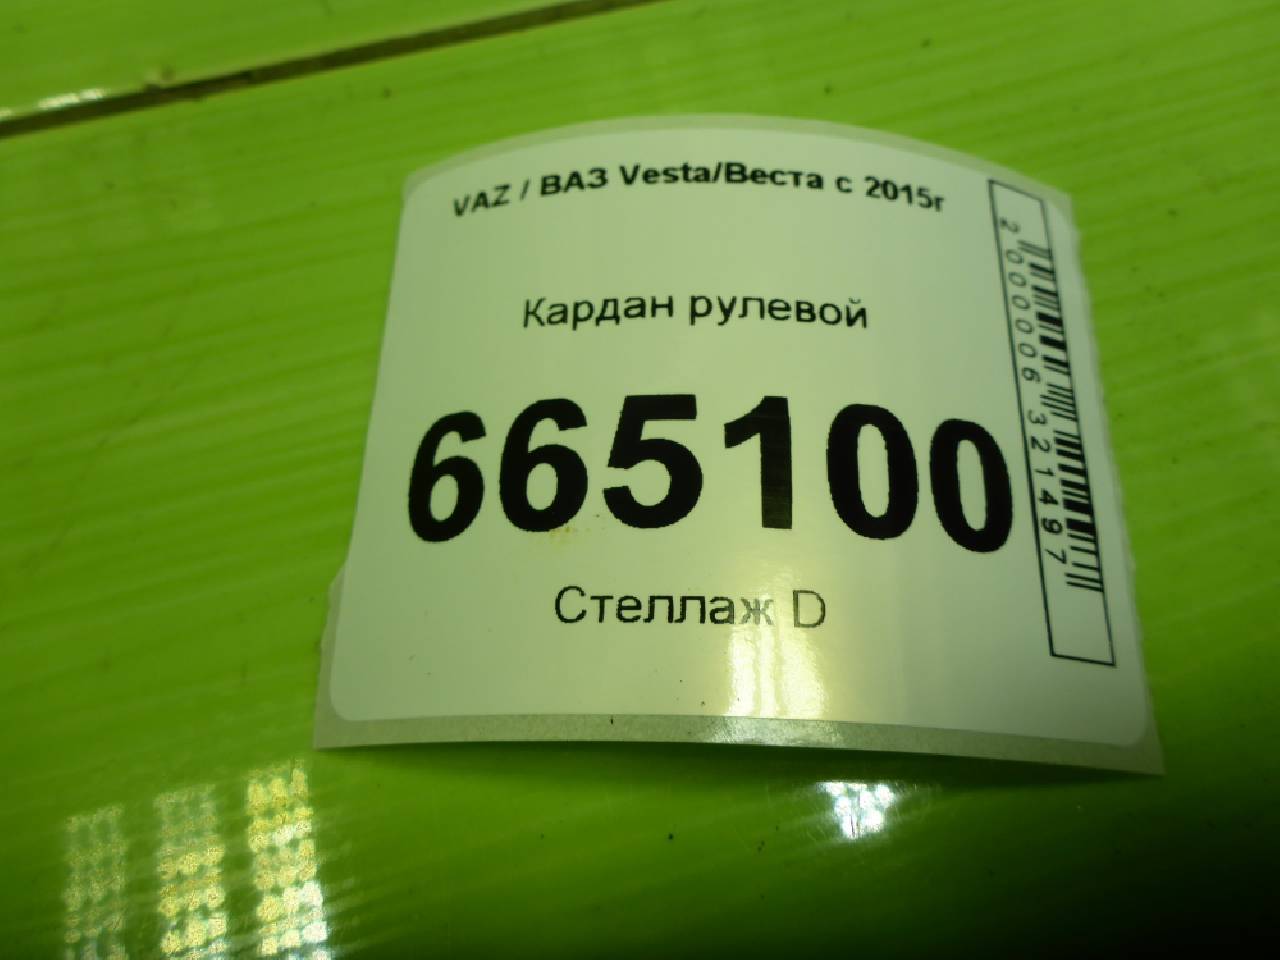 VAZ / ВАЗ Vesta/Веста с 2015г
Кардан рулевой
665100
Стеллаж D
2000006321497